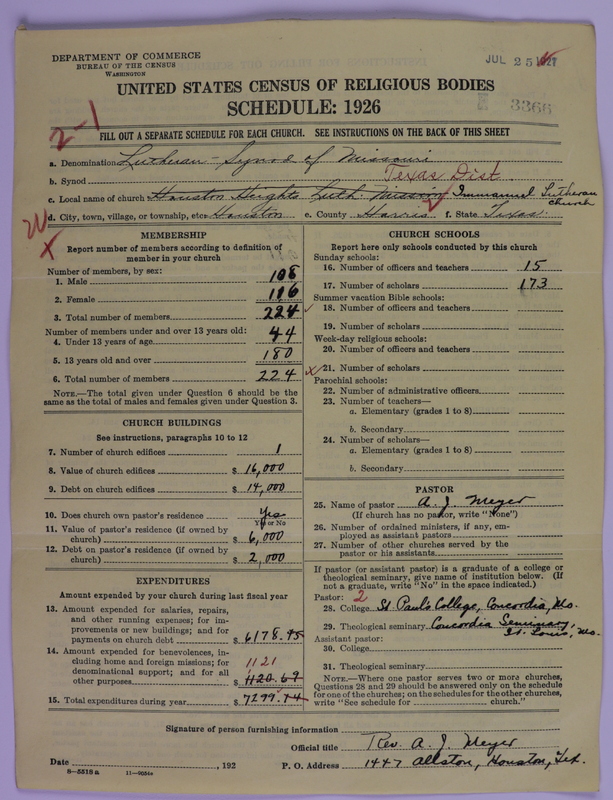 DEPARTMENT OF COMMERCE
BUREAU OF THE CENSUS
WASHINGTON
JUL 25 1927
UNITED STATES CENSUS OF RELIGIOUS BODIES
SCHEDULE: 1926
3366
2-1
FILL OUT A SEPARATE SCHEDULE FOR EACH CHURCH. SEE INSTRUCTIONS ON THE BACK OF THIS SHEET
a. Denomination Lutheran - Synod of Missouri
b. Synod Texas Dist.
c. Local name of church Houston Heights Luth. Mission Immanuel Lutheran church
d. City, town, village, or township, etc. Houston e. County Harris f. State Texas
MEMBERSHIP
Report number of members according to definition of
member in your church
Number of members, by sex:
1. Male 108
2. Female 116
3. Total number of members 224
Number of members under and over 13 years old:
4. Under 13 years of age 44
5. 13 years old and over 180
6. Total number of members 224
NOTE.—The total given under Question 6 should be
same as the total of males and females given under Question 3.
CHURCH BUILDINGS
See instructions, paragraphs 10 to 12
7. Number of church edifices 1
8. Value of church edifices $ 16,000
9. Debt on church edifices $ 14,000
10. Does church own pastor's residence Yes
Yes or No
11. Value of pastor's residence (if owned by
church) $ 6,000
12. Debt on pastor's residence (if owned by
church) $ 2,000
EXPENDITURES
Amount expended by your church during last fiscal year
13. Amount expended for salaries, repairs,
and other running expenses; for im-
provements or new buildings; and for
payments on church debt $ 6178.95
14. Amount expended for benevolences, in-
cluding home and foreign missions; for
denominational support; and for all
other purposes 1121
$ 1120.69
15. Total expenditures during year $ 7299.74
CHURCH SCHOOLS
Report here only schools conducted by this church
Sunday schools:
16. Number of officers and teachers 15
17. Number of scholars 173
Summer vacation Bible schools:
18. Number of officers and teachers
19. Number of scholars
Week-day religious schools:
20. Number of officers and teachers
21. Number of scholars
Parochial schools:
22. Number of administrative officers
23. Number of teachers—
a. Elementary (grades 1 to 8)
b. Secondary
24. Number of scholars—
a. Elementary (grades 1 to 8)
b. Secondary
PASTOR
25. Name of pastor A. J. Meyer
(If church has no pastor, write "None")
26. Number of ordained ministers, if any, em-
ployed as assistant pastors
27. Number of other churches served by the
pastor or his assistants
If pastor (or assistant pastor) is a graduate of a college or
theological seminary, give name of institution below. (If
not a graduate, write "No" in the space indicated.)
Pastor: 2
28. College St. Paul's College, Concordia, Mo.
29. Theological seminary Concordia Seminary, St. Louis, Mo.
Assistant pastor:
30. College
31. Theological seminary
NOTE.—Where one pastor serves two or more churches,
Questions 28 and 29 should be answered only on the schedule
for one of the churches; on the schedules for the other churches,
write "See schedule for church."
Signature of person furnishing information
Official title Rev. A. J. Meyer
Date , 192 P. O. Address 1447 Allston, Houston, Tex.
8—5518 a 11—9054